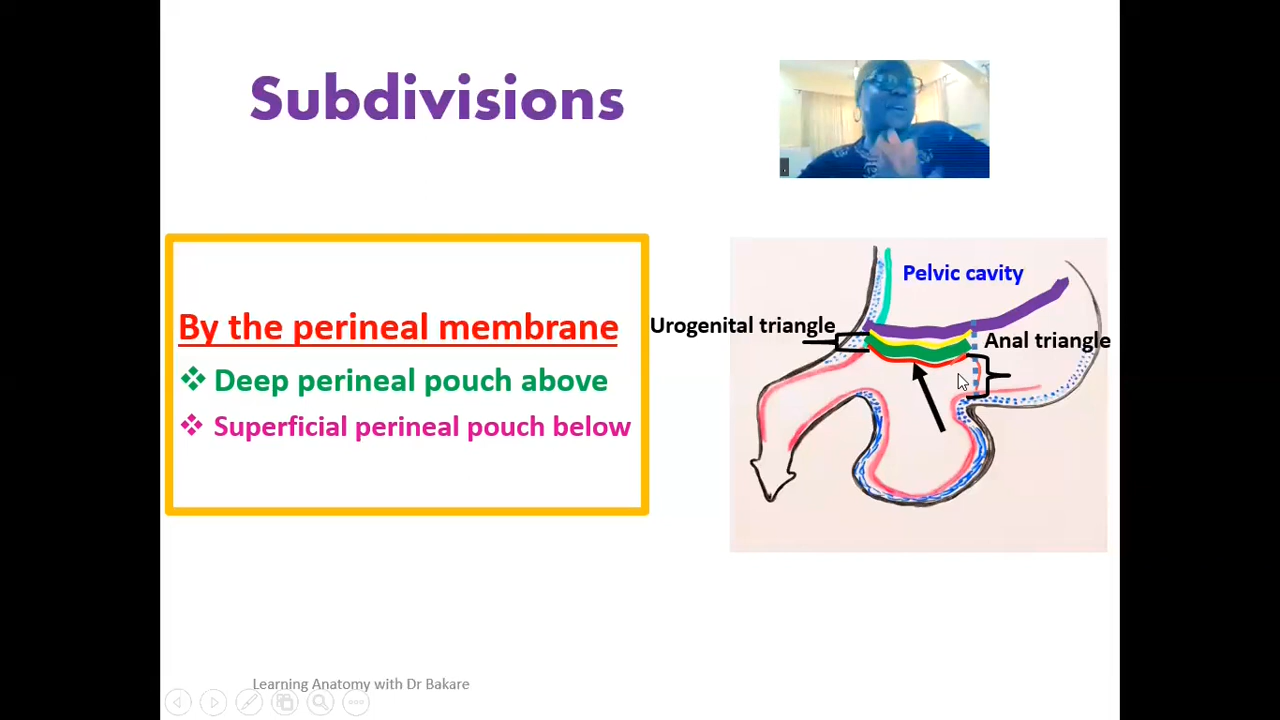 Subdivisions
By the perineal membrane
❖ Deep perineal pouch above
❖ Superficial perineal pouch below
Pelvic cavity
Urogenital triangle
Anal triangle
Learning Anatomy with Dr Bakare